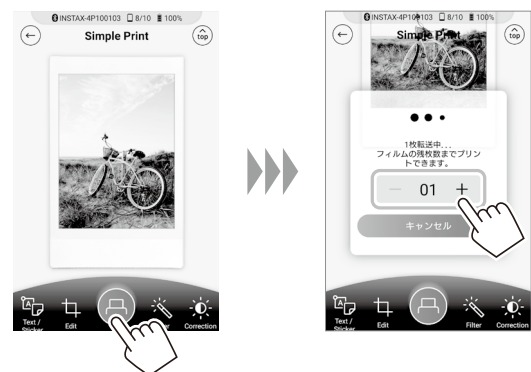 INSTAX-4P100103 8/10 100%
Simple Print
top
Text /
Sticker
Edit
Correction
INSTAX-4P100103 8/10 100%
Simple Print
top
1枚転送中...
フィルムの残枚数までプリン
トできます。
— 01 +
キャンセル
Text /
Sticker
Edit
Filter
Correction